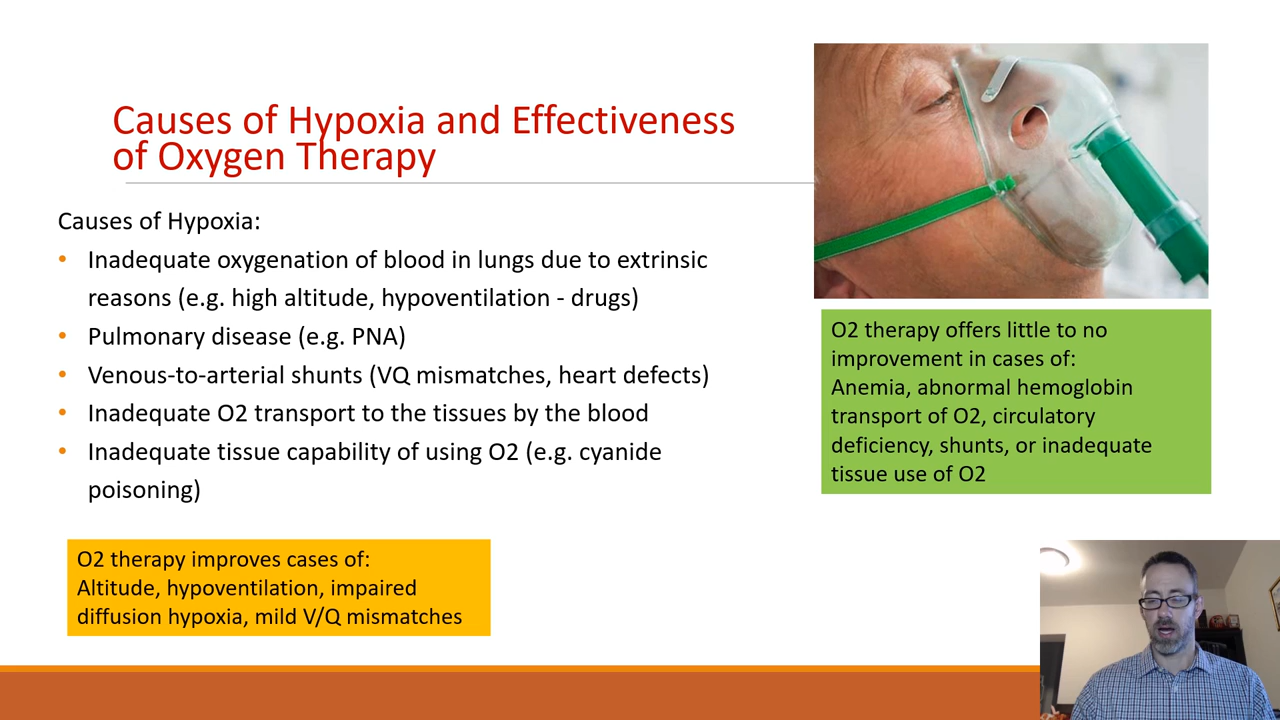 Causes of Hypoxia and Effectiveness
of Oxygen Therapy
Causes of Hypoxia:
• Inadequate oxygenation of blood in lungs due to extrinsic
reasons (e.g. high altitude, hypoventilation - drugs)
• Pulmonary disease (e.g. PNA)
• Venous-to-arterial shunts (VQ mismatches, heart defects)
• Inadequate O2 transport to the tissues by the blood
• Inadequate tissue capability of using O2 (e.g. cyanide
poisoning)
O2 therapy improves cases of:
Altitude, hypoventilation, impaired
diffusion hypoxia, mild V/Q mismatches
O2 therapy offers little to no
improvement in cases of:
Anemia, abnormal hemoglobin
transport of O2, circulatory
deficiency, shunts, or inadequate
tissue use of O2